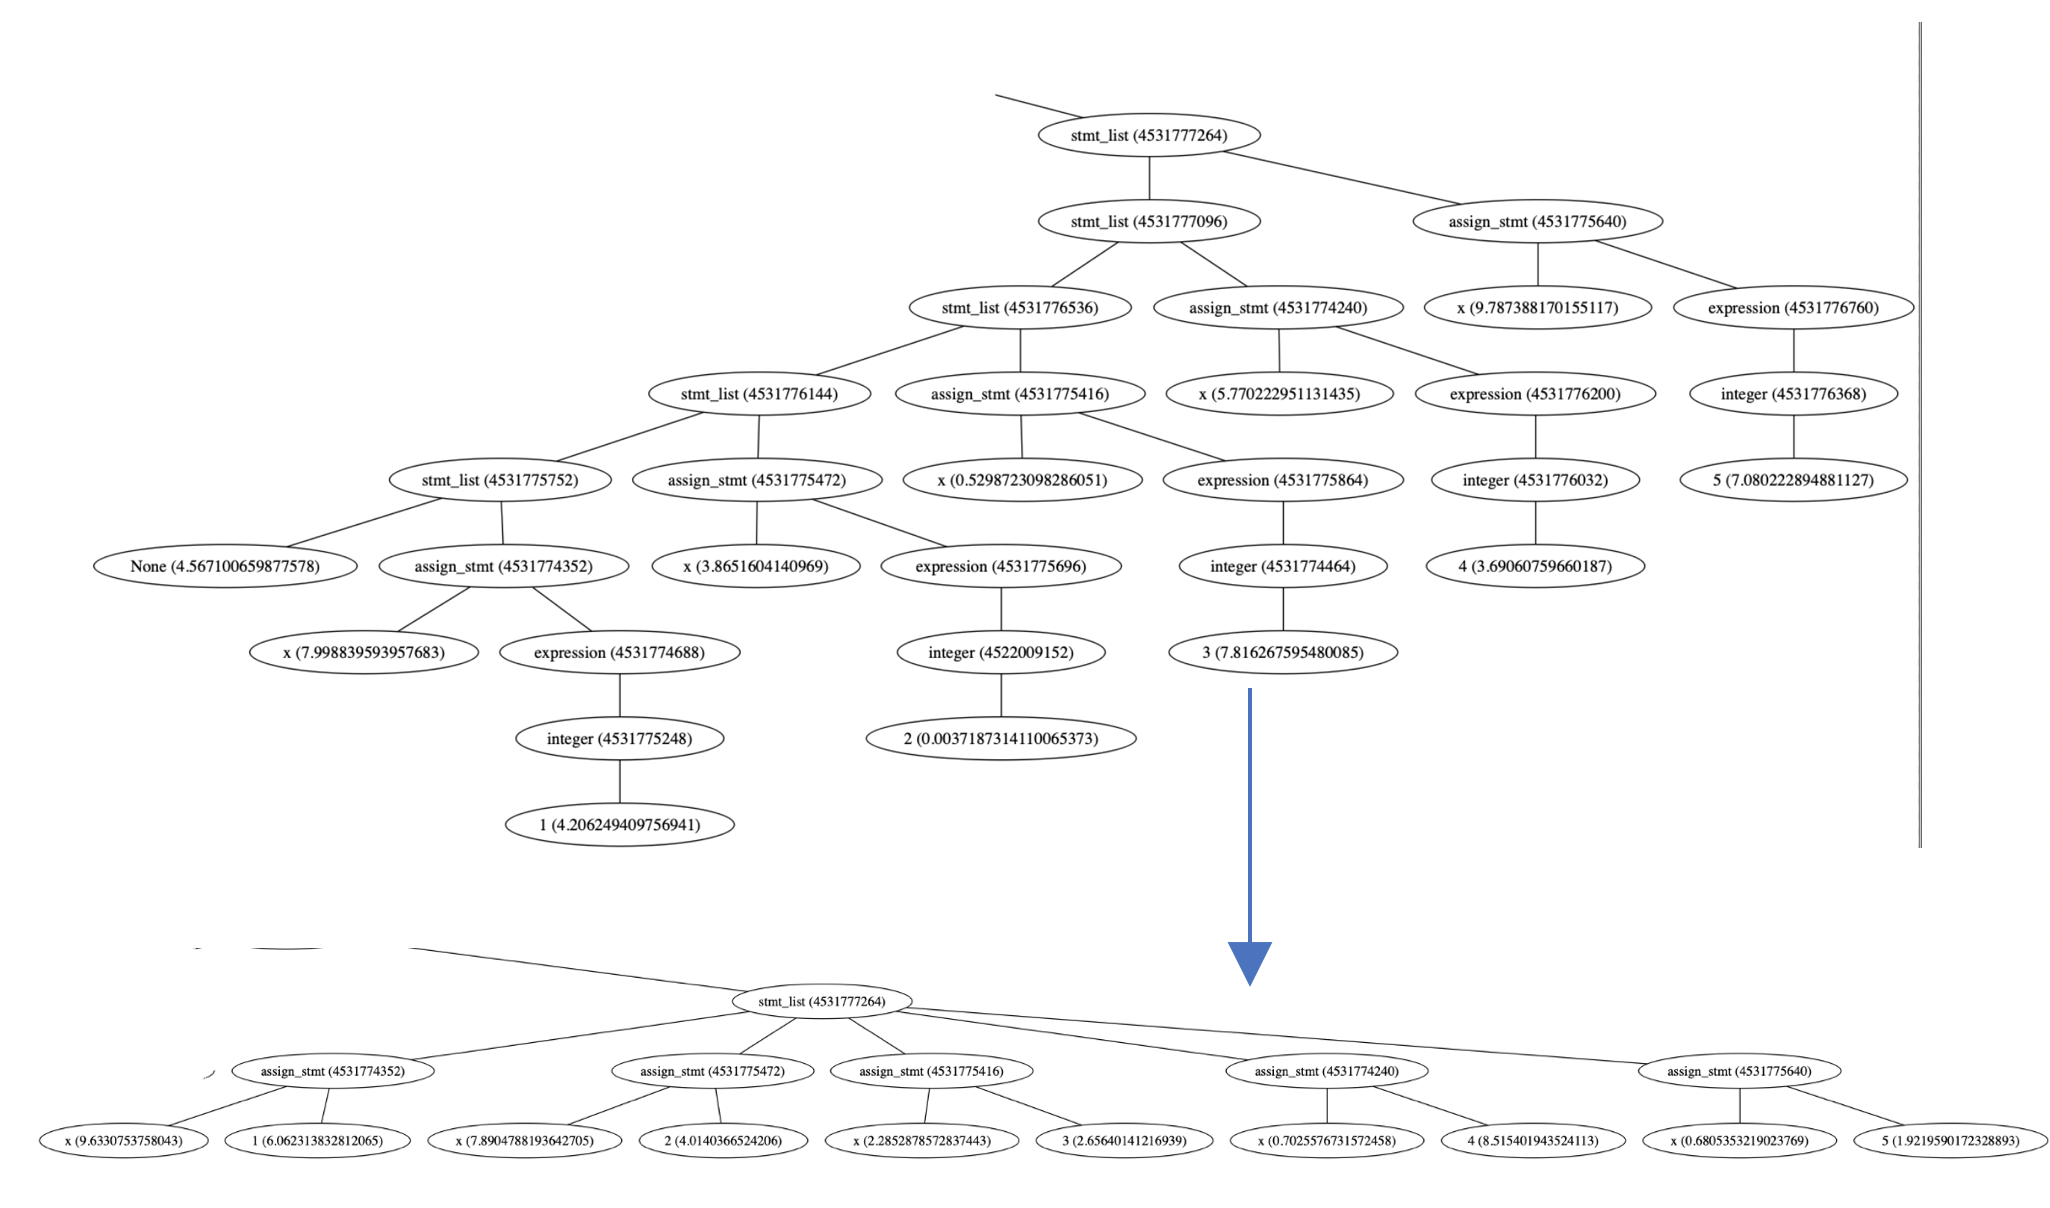 stmt_list (4531777264)
stmt_list (4531777096)
assign_stmt (4531775640)
stmt_list (4531776536)
assign_stmt (4531774240)
x (9.787388170155117)
expression (4531776760)
stmt_list (4531776144)
assign_stmt (4531775416)
x (5.770222951131435)
expression (4531776200)
integer (4531776368)
stmt_list (4531775752)
assign_stmt (4531775472)
x (0.5298723098286051)
expression (4531775864)
integer (4531776032)
5 (7.080222894881127)
None (4.567100659877578)
assign_stmt (4531774352)
x (3.8651604140969)
expression (4531775696)
integer (4531774464)
4 (3.69060759660187)
x (7.998839593957683)
expression (4531774688)
integer (4522009152)
3 (7.816267595480085)
integer (4531775248)
2 (0.0037187314110065373)
1 (4.206249409756941)
stmt_list (4531777264)
assign_stmt (4531774352)
assign_stmt (4531775472)
assign_stmt (4531775416)
assign_stmt (4531774240)
assign_stmt (4531775640)
x (9.6330753758043)
1 (6.062313832812065)
x (7.8904788193642705)
2 (4.0140366524206)
x (2.2852878572837443)
3 (2.65640141216939)
x (0.7025576731572458)
4 (8.515401943524113)
x (0.6805353219023769)
5 (1.9219590172328893)